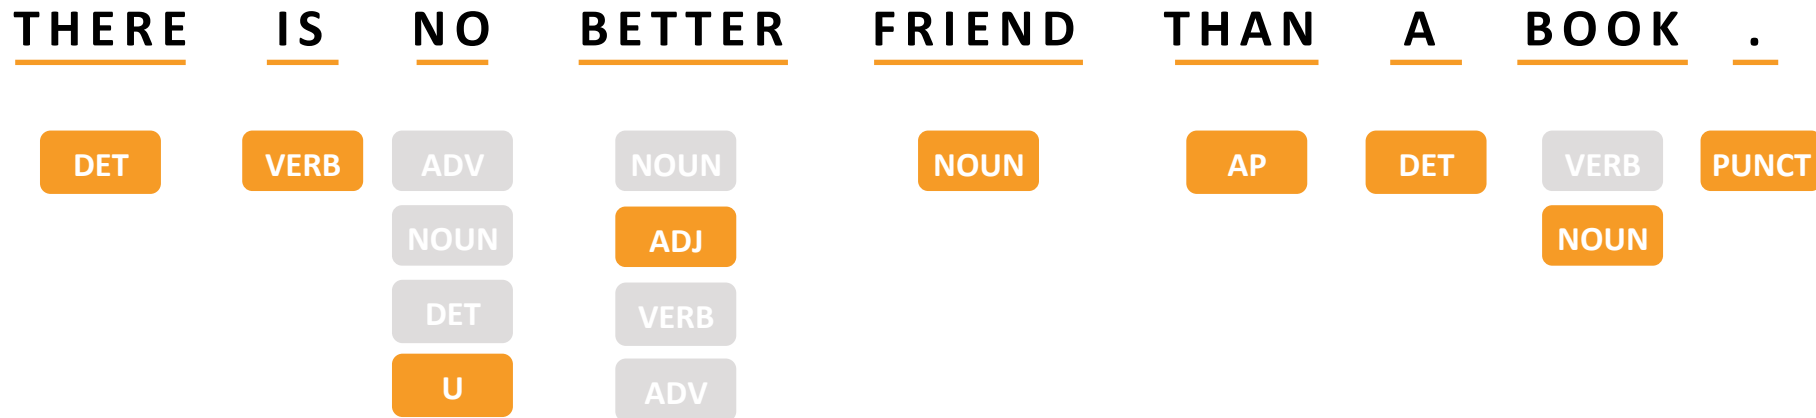 THERE IS NO BETTER FRIEND THAN A BOOK .
DET VERB ADV NOUN NOUN AP DET VERB PUNCT
NOUN ADJ NOUN
DET VERB
U ADV